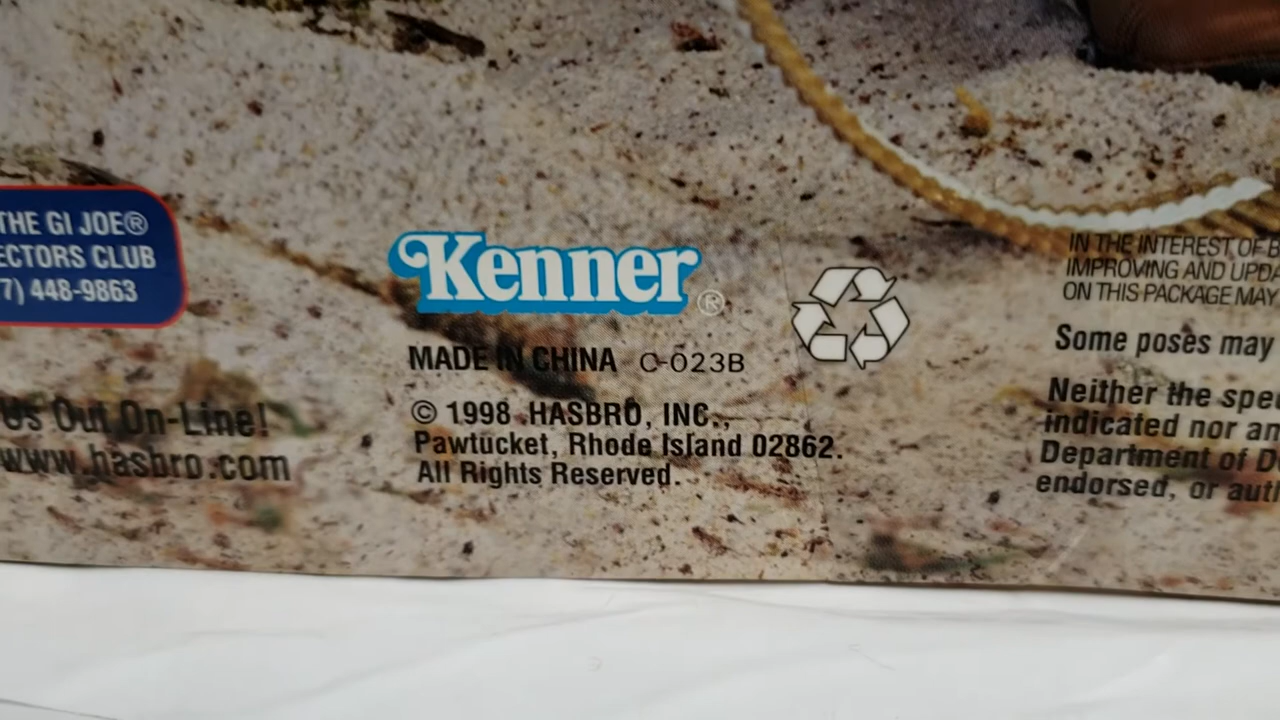 THE GI JOE®
ECTORS CLUB
7) 448-9863
Us Out On-Line!
www.hasbro.com
Kenner®
MADE IN CHINA C-023B
© 1998 HASBRO, INC.,
Pawtucket, Rhode Island 02862.
All Rights Reserved.
IN THE INTEREST OF B
IMPROVING AND UPDA
ON THIS PACKAGE MAY
Some poses may
Neither the spe
indicated nor an
Department of D
endorsed, or auth